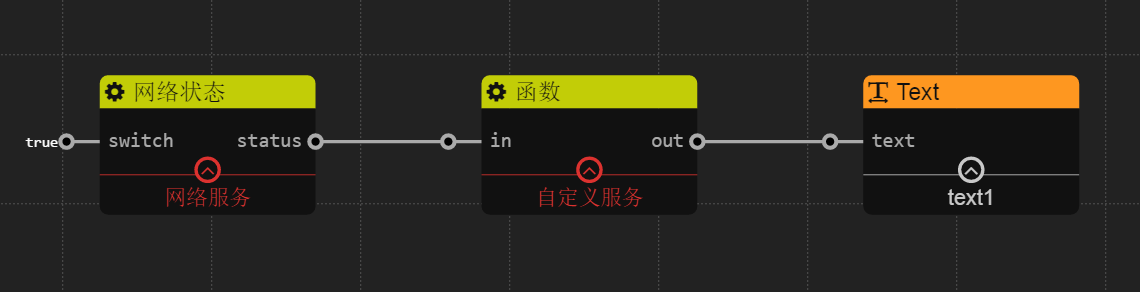 网络状态
函数
Text
true
switch
status
in
out
text
网络服务
自定义服务
text1